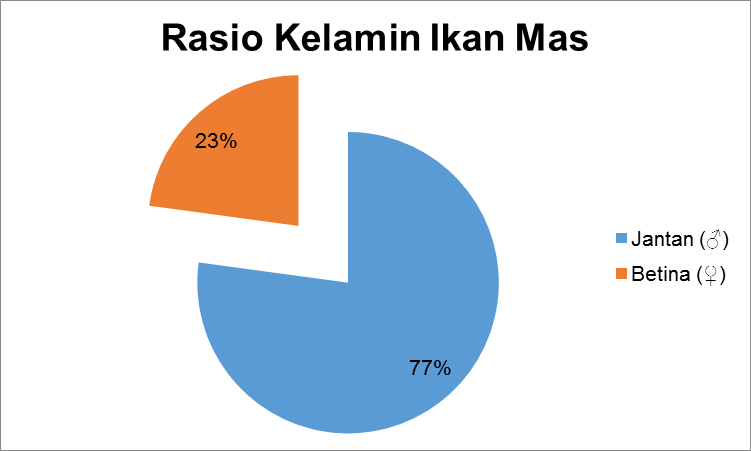 Rasio Kelamin Ikan Mas
23%
77%
Jantan (♂)
Betina (♀)